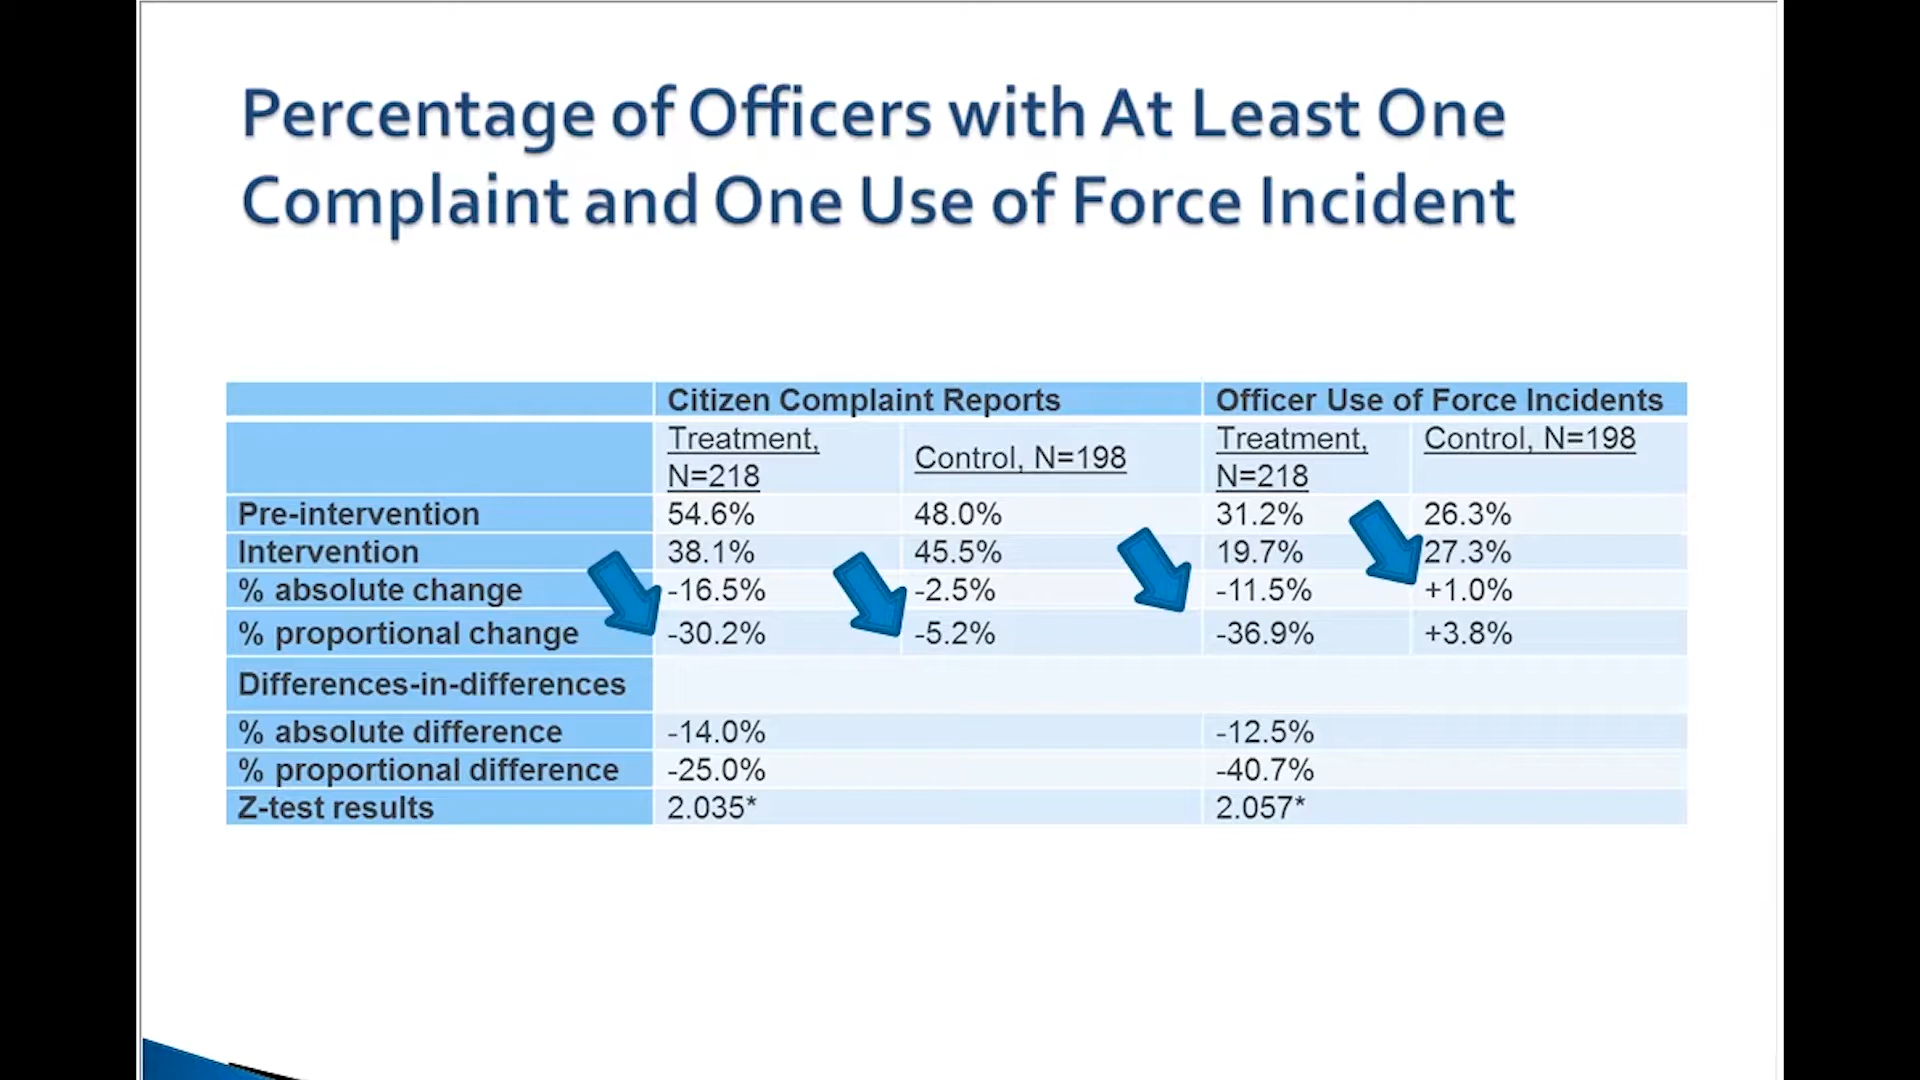 Percentage of Officers with At Least One
Complaint and One Use of Force Incident
Citizen Complaint Reports Officer Use of Force Incidents
Treatment, N=218 Control, N=198 Treatment, N=218 Control, N=198
Pre-intervention 54.6% 48.0% 31.2% 26.3%
Intervention 38.1% 45.5% 19.7% 27.3%
% absolute change -16.5% -2.5% -11.5% +1.0%
% proportional change -30.2% -5.2% -36.9% +3.8%
Differences-in-differences
% absolute difference -14.0% -12.5%
% proportional difference -25.0% -40.7%
Z-test results 2.035* 2.057*